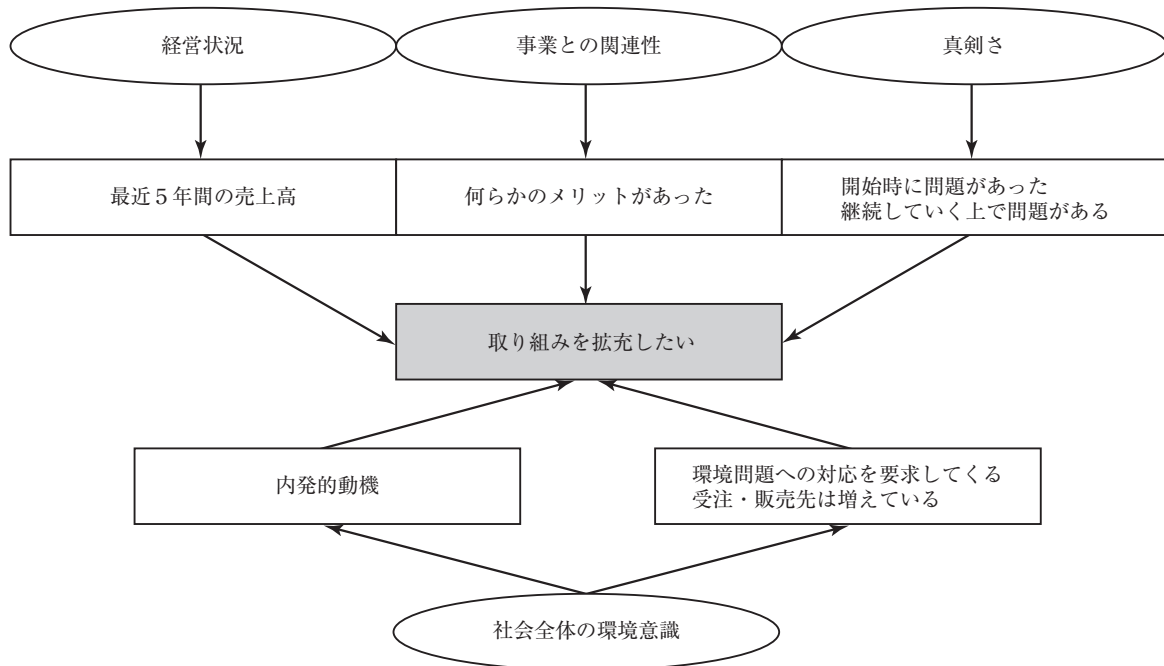 経営状況
事業との関連性
真剣さ
最近５年間の売上高
何らかのメリットがあった
開始時に問題があった
継続していく上で問題がある
取り組みを拡充したい
内発的動機
環境問題への対応を要求してくる
受注・販売先は増えている
社会全体の環境意識